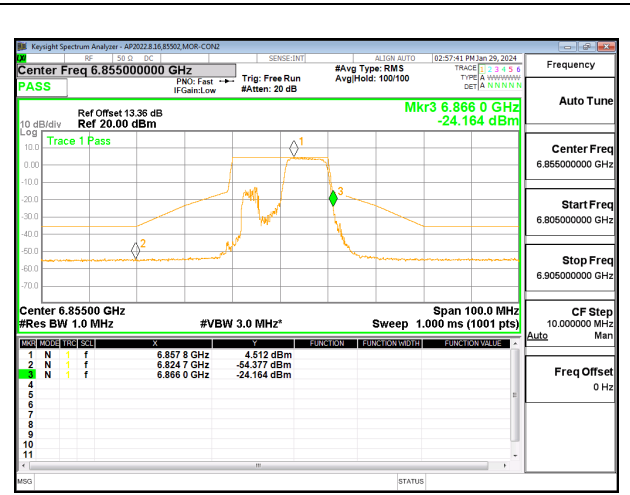 Keysight Spectrum Analyzer - AP2022.8.16,85502,MOR-CON2
RF 50 Ω DC SENSE:INT ALIGN AUTO 02:57:41 PM Jan 29, 2024
Center Freq 6.855000000 GHz
PNO: Fast
IFGain:Low
Trig: Free Run
#Atten: 20 dB
#Avg Type: RMS
Avg|Hold: 100/100
TRACE 1 2 3 4 5 6
TYPE A WWWWW
DET A N N N N N
PASS
Ref Offset 13.36 dB
Ref 20.00 dBm
10 dB/div
Log
Mkr3 6.866 0 GHz
-24.164 dBm
Trace 1 Pass
10.0
0.00
-10.0
-20.0
-30.0
-40.0
-50.0
-60.0
-70.0
1
2
3
Center 6.85500 GHz Span 100.0 MHz
#Res BW 1.0 MHz #VBW 3.0 MHz* Sweep 1.000 ms (1001 pts)
MKR MODE TRC SCL X Y FUNCTION FUNCTION WIDTH FUNCTION VALUE
1 N 1 f 6.857 8 GHz 4.512 dBm
2 N 1 f 6.824 7 GHz -54.377 dBm
3 N 1 f 6.866 0 GHz -24.164 dBm
4
5
6
7
8
9
10
11
MSG STATUS
Frequency
Auto Tune
Center Freq
6.855000000 GHz
Start Freq
6.805000000 GHz
Stop Freq
6.905000000 GHz
CF Step
10.000000 MHz
Auto Man
Freq Offset
0 Hz